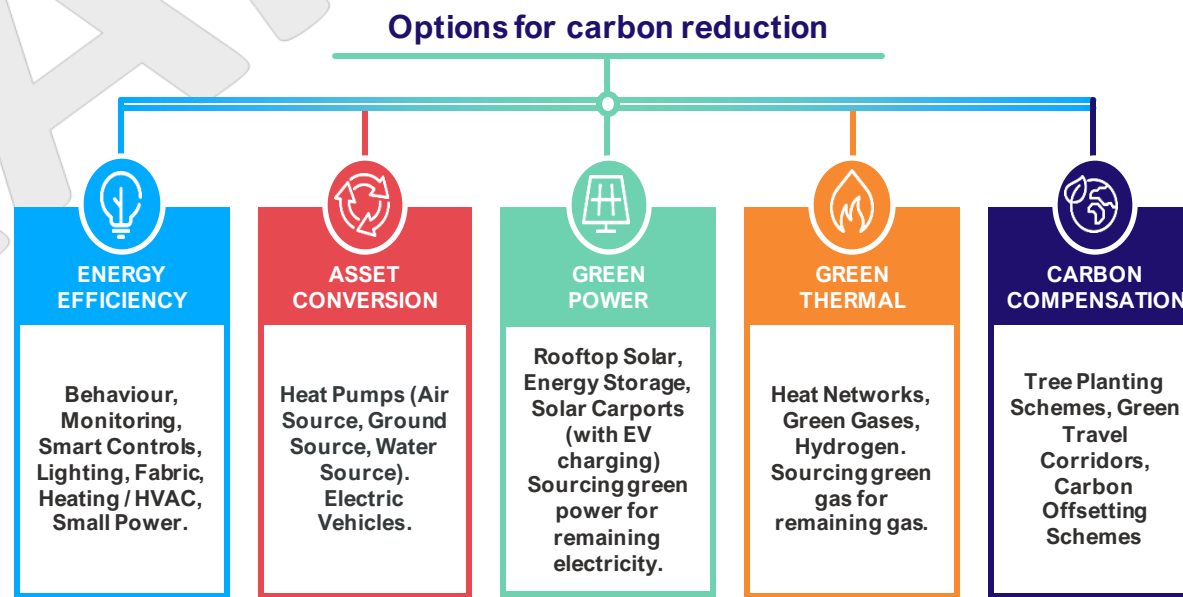 Options for carbon reduction
ENERGY
EFFICIENCY
Behaviour,
Monitoring,
Smart Controls,
Lighting, Fabric,
Heating / HVAC,
Small Power.
ASSET
CONVERSION
Heat Pumps (Air
Source, Ground
Source, Water
Source).
Electric
Vehicles.
GREEN
POWER
Rooftop Solar,
Energy Storage,
Solar Carports
(with EV
charging)
Sourcing green
power for
remaining
electricity.
GREEN
THERMAL
Heat Networks,
Green Gases,
Hydrogen.
Sourcing green
gas for
remaining gas.
CARBON
COMPENSATION
Tree Planting
Schemes, Green
Travel
Corridors,
Carbon
Offsetting
Schemes